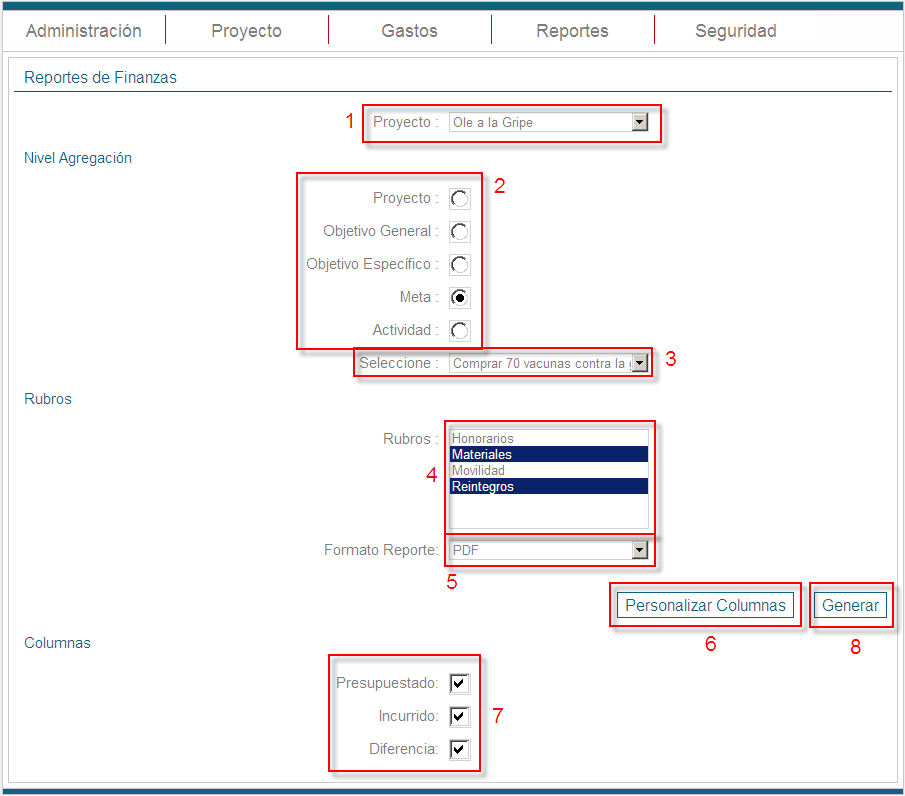 Administración Proyecto Gastos Reportes Seguridad
Reportes de Finanzas
1 Proyecto : Ole a la Gripe
Nivel Agregación
2
Proyecto :
Objetivo General :
Objetivo Específico :
Meta :
Actividad :
Seleccione : Comprar 70 vacunas contra la 3
Rubros
Rubros : Honorarios
Materiales
Movilidad
4
Reintegros
Formato Reporte: PDF
5
Personalizar Columnas Generar
6 8
Columnas
Presupuestado:
Incurrido: 7
Diferencia: